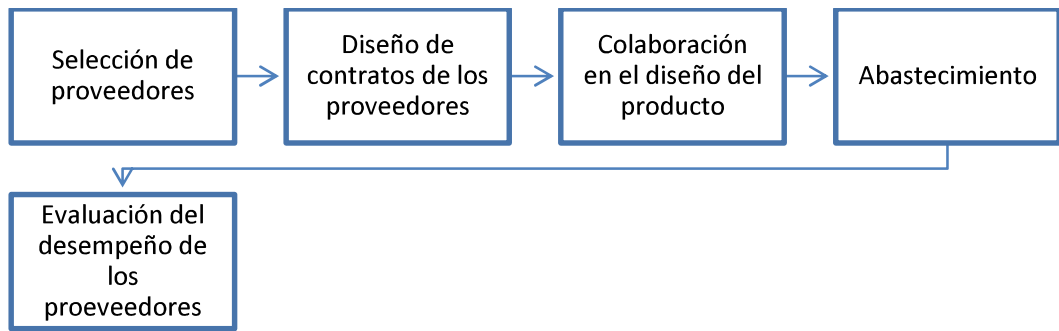 Selección de
proveedores
Diseño de
contratos de los
proveedores
Colaboración
en el diseño del
producto
Abastecimiento
Evaluación del
desempeño de
los
proeveedores